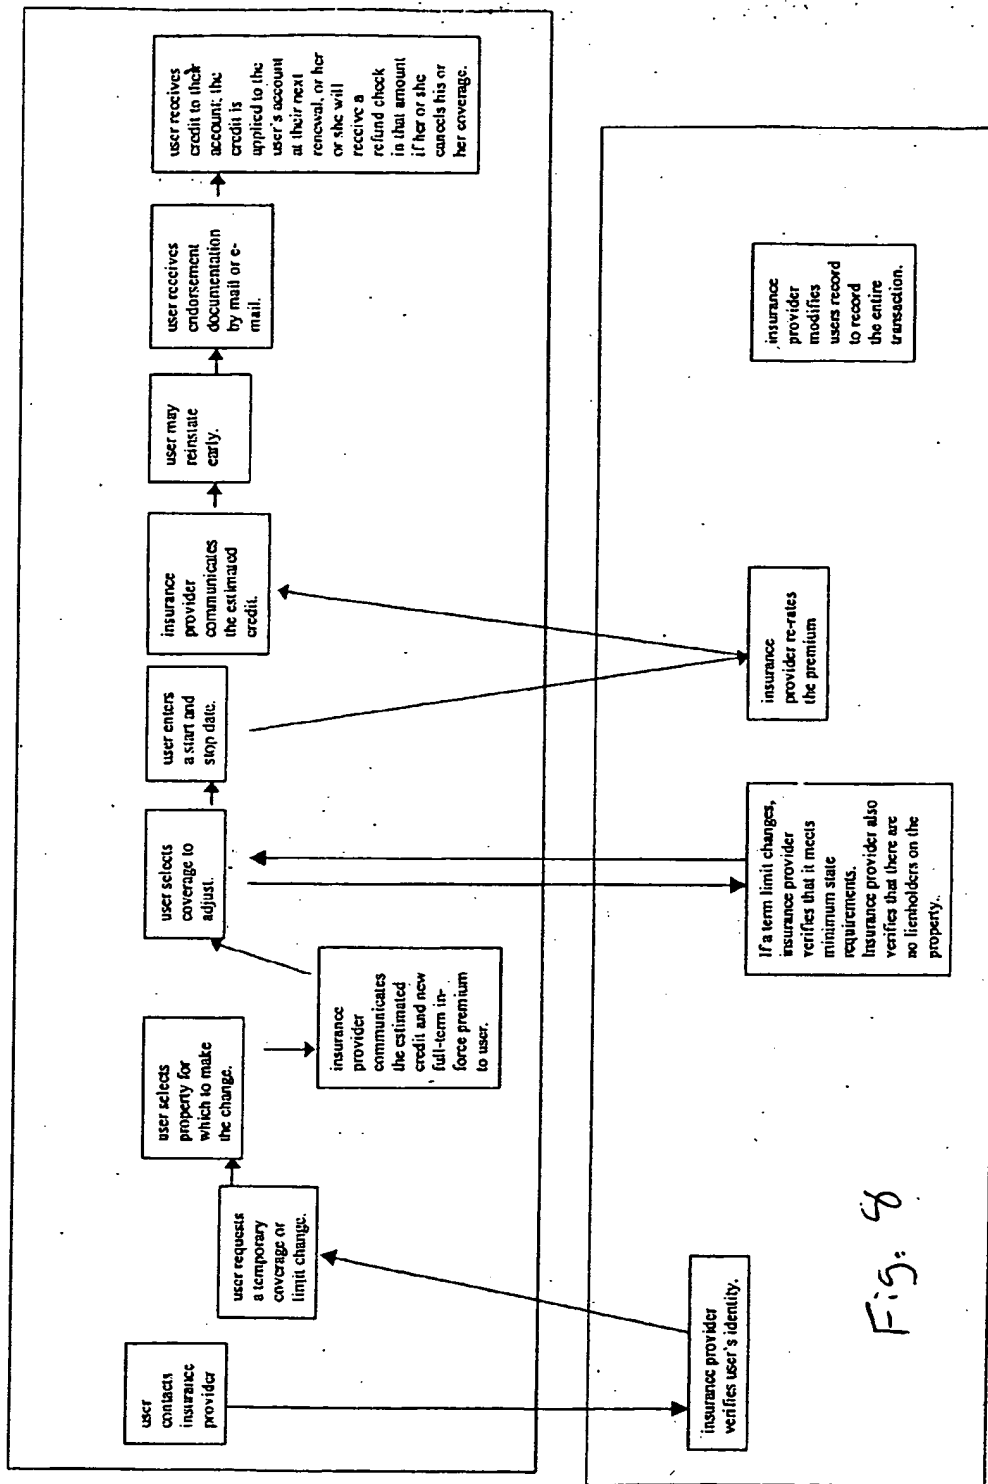 user
contacts
insurance
provider
insurance provider
verifies user's identity.
user requests
a temporary
coverage or
limit change.
user selects
property for
which to make
the change.
insurance
provider
communicates
the estimated
credit and new
full-term in-
force premium
to user.
user selects
coverage to
adjust.
If a term limit changes,
insurance provider
verifies that it meets
minimum state
requirements.
Insurance provider also
verifies that there are
no lienholders on the
property.
user enters
a start and
stop date.
insurance
provider re-rates
the premium
insurance
provider
communicates
the estimated
credit.
user may
reinstate
early.
user receives
endorsement
documentation
by mail or e-
mail.
user receives
credit to their
account; the
credit is
applied to the
user's account
at their next
renewal, or her
or she will
receive a
refund check
in that amount
if her or she
cancels his or
her coverage.
insurance
provider
modifies
users record
to record
the entire
transaction.
Fig. 8